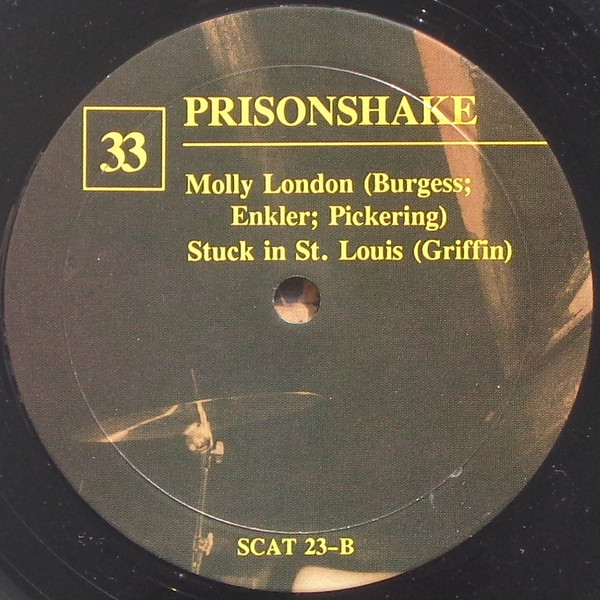 PRISONSHAKE
33
Molly London (Burgess;
Enkler; Pickering)
Stuck in St. Louis (Griffin)
SCAT 23-B